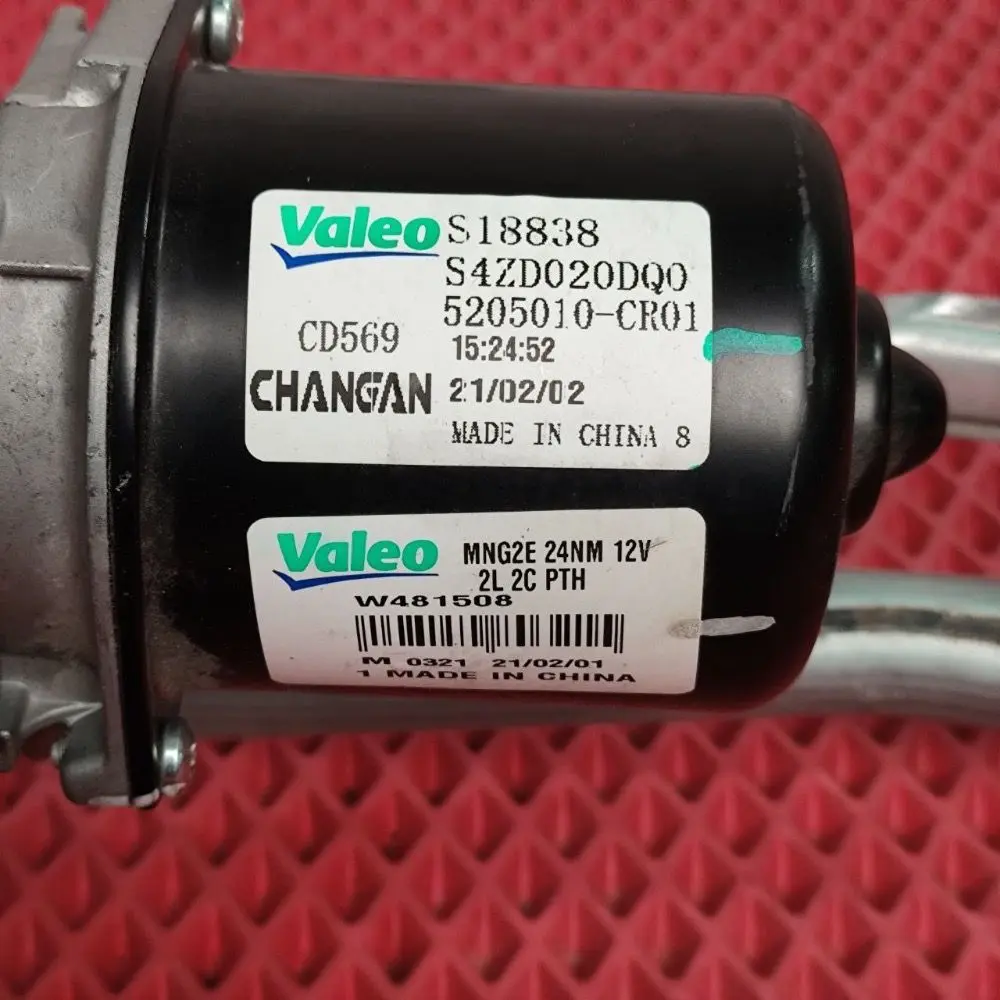 Valeo S18838
S4ZD020DQ0
5205010-CR01
CD569 15:24:52
CHANGAN 21/02/02
MADE IN CHINA 8
Valeo MNG2E 24NM 12V
2L 2C PTH
W481508
M 0321 21/02/01
1 MADE IN CHINA